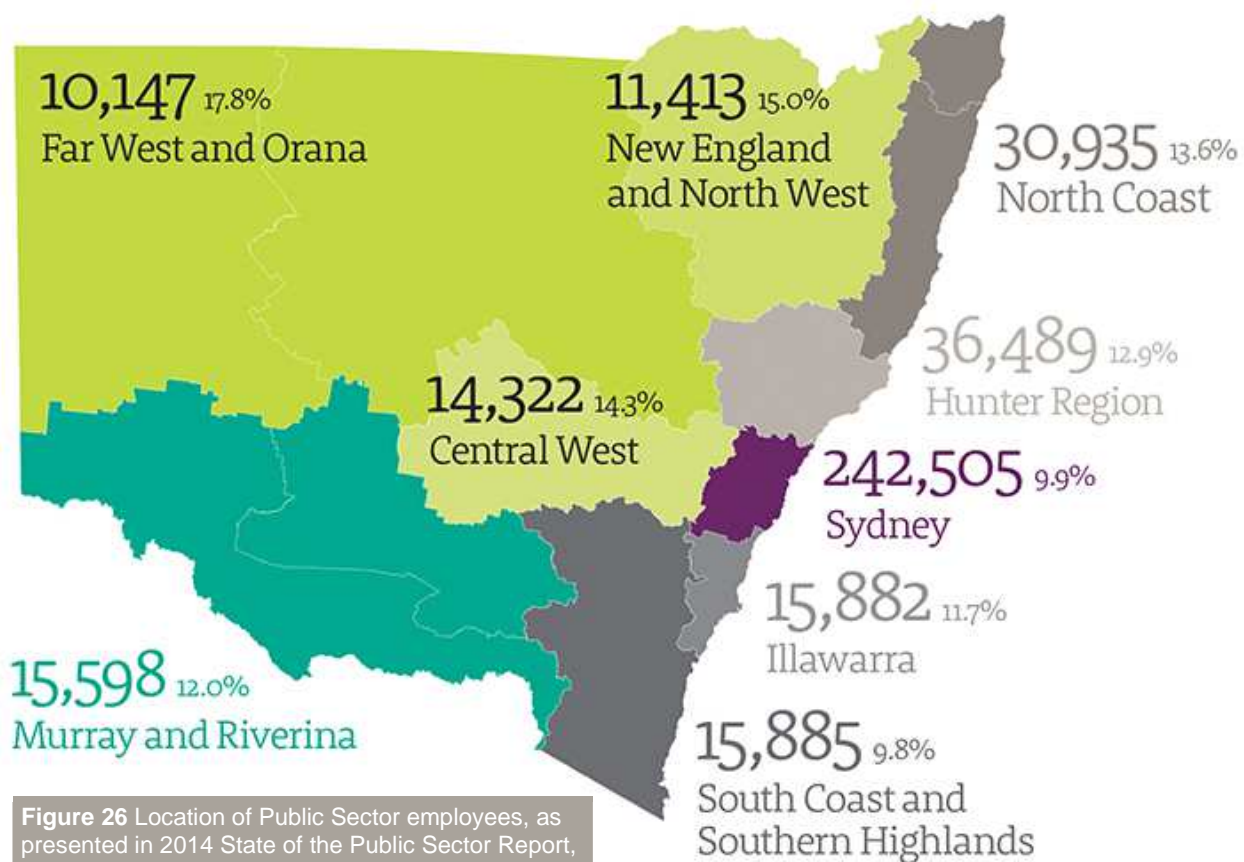 10,147 17.8%
Far West and Orana
11,413 15.0%
New England
and North West
30,935 13.6%
North Coast
36,489 12.9%
Hunter Region
14,322 14.3%
Central West
242,505 9.9%
Sydney
15,882 11.7%
Illawarra
15,598 12.0%
Murray and Riverina
15,885 9.8%
South Coast and
Southern Highlands
Figure 26 Location of Public Sector employees, as
presented in 2014 State of the Public Sector Report,